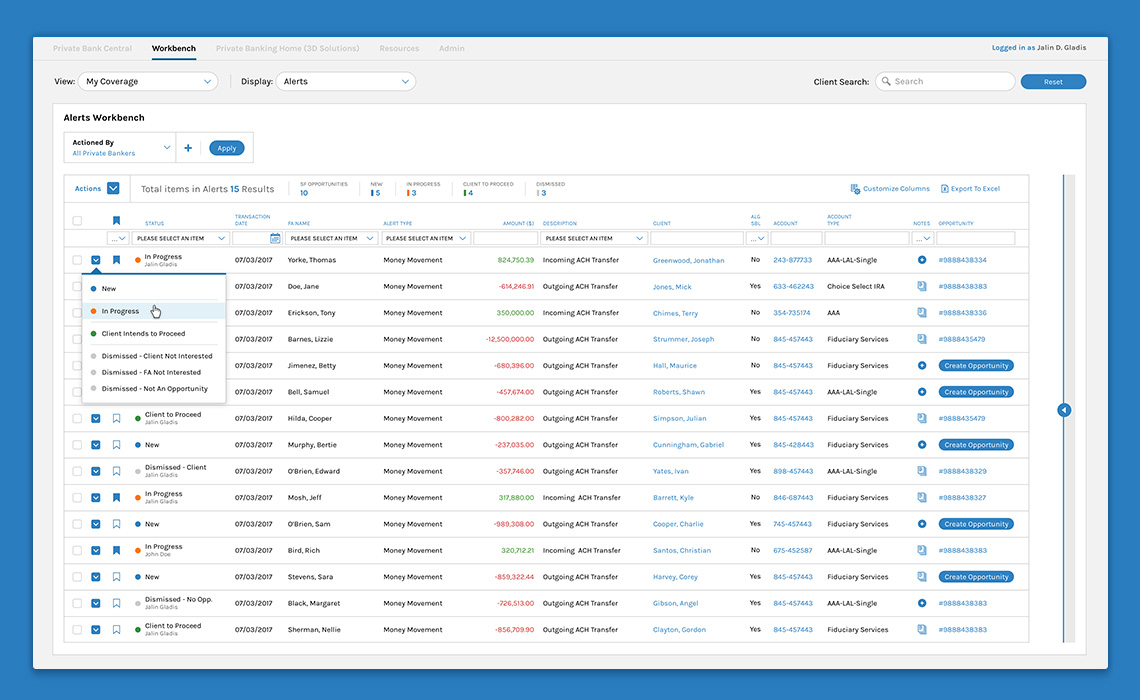 Private Bank Central Workbench Private Banking Home (3D Solutions) Resources Admin Logged in as Jalin D. Gladis
View: My Coverage Display: Alerts Client Search: Search Reset
Alerts Workbench
Actioned By
All Private Bankers
+ Apply
Actions Total items in Alerts 15 Results
SF OPPORTUNITIES NEW IN PROGRESS CLIENT TO PROCEED DISMISSED
10 5 3 4 3
Customize Columns Export To Excel
STATUS TRANSACTION DATE FA NAME ALERT TYPE AMOUNT ($) DESCRIPTION CLIENT ALG SBL ACCOUNT ACCOUNT TYPE NOTES OPPORTUNITY
... PLEASE SELECT AN ITEM PLEASE SELECT AN ITEM PLEASE SELECT AN ITEM PLEASE SELECT AN ITEM ... ...
In Progress 07/03/2017 Yorke, Thomas Money Movement 824,750.39 Incoming ACH Transfer Greenwood, Jonathan No 243-877733 AAA-LAL-Single #9888438334
Jalin Gladis
07/03/2017 Doe, Jane Money Movement -614,246.91 Outgoing ACH Transfer Jones, Mick Yes 633-462243 Choice Select IRA #9888438383
07/03/2017 Erickson, Tony Money Movement 350,000.00 Incoming ACH Transfer Chimes, Terry No 354-735174 AAA #9888438336
07/03/2017 Barnes, Lizzie Money Movement -12,500,000.00 Outgoing ACH Transfer Strummer, Joseph No 845-457443 Fiduciary Services #9888435479
07/03/2017 Jimenez, Betty Money Movement -680,396.00 Outgoing ACH Transfer Hall, Maurice No 845-457443 Fiduciary Services Create Opportunity
07/03/2017 Bell, Samuel Money Movement -457,674.00 Outgoing ACH Transfer Roberts, Shawn Yes 845-457443 AAA-LAL-Single Create Opportunity
New
In Progress
Client Intends to Proceed
Dismissed - Client Not Interested
Dismissed - FA Not Interested
Dismissed - Not An Opportunity
Client to Proceed 07/03/2017 Hilda, Cooper Money Movement -800,282.00 Outgoing ACH Transfer Simpson, Julian Yes 845-457443 Fiduciary Services #9888435479
Jalin Gladis
New 07/03/2017 Murphy, Bertie Money Movement -237,035.00 Outgoing ACH Transfer Cunningham, Gabriel Yes 845-428443 Fiduciary Services Create Opportunity
Dismissed - Client 07/03/2017 O'Brien, Edward Money Movement -357,746.00 Outgoing ACH Transfer Yates, Ivan Yes 898-457443 AAA-LAL-Single #9888438329
Jalin Gladis
In Progress 07/03/2017 Mosh, Jeff Money Movement 317,880.00 Incoming ACH Transfer Barrett, Kyle No 846-687443 Fiduciary Services #9888438327
Jalin Gladis
New 07/03/2017 O'Brien, Sam Money Movement -989,308.00 Outgoing ACH Transfer Cooper, Charlie Yes 745-457443 Fiduciary Services Create Opportunity
In Progress 07/03/2017 Bird, Rich Money Movement 320,712.21 Incoming ACH Transfer Santos, Christian No 675-452587 AAA-LAL-Single #9888438383
John Doe
New 07/03/2017 Stevens, Sara Money Movement -859,322.44 Outgoing ACH Transfer Harvey, Corey Yes 845-457443 Fiduciary Services Create Opportunity
Dismissed - No Opp. 07/03/2017 Black, Margaret Money Movement -726,513.00 Outgoing ACH Transfer Gibson, Angel Yes 845-457443 AAA-LAL-Single #9888438383
Jalin Gladis
Client to Proceed 07/03/2017 Sherman, Nellie Money Movement -856,709.90 Outgoing ACH Transfer Clayton, Gordon Yes 845-457443 Fiduciary Services #9888438383
Jalin Gladis